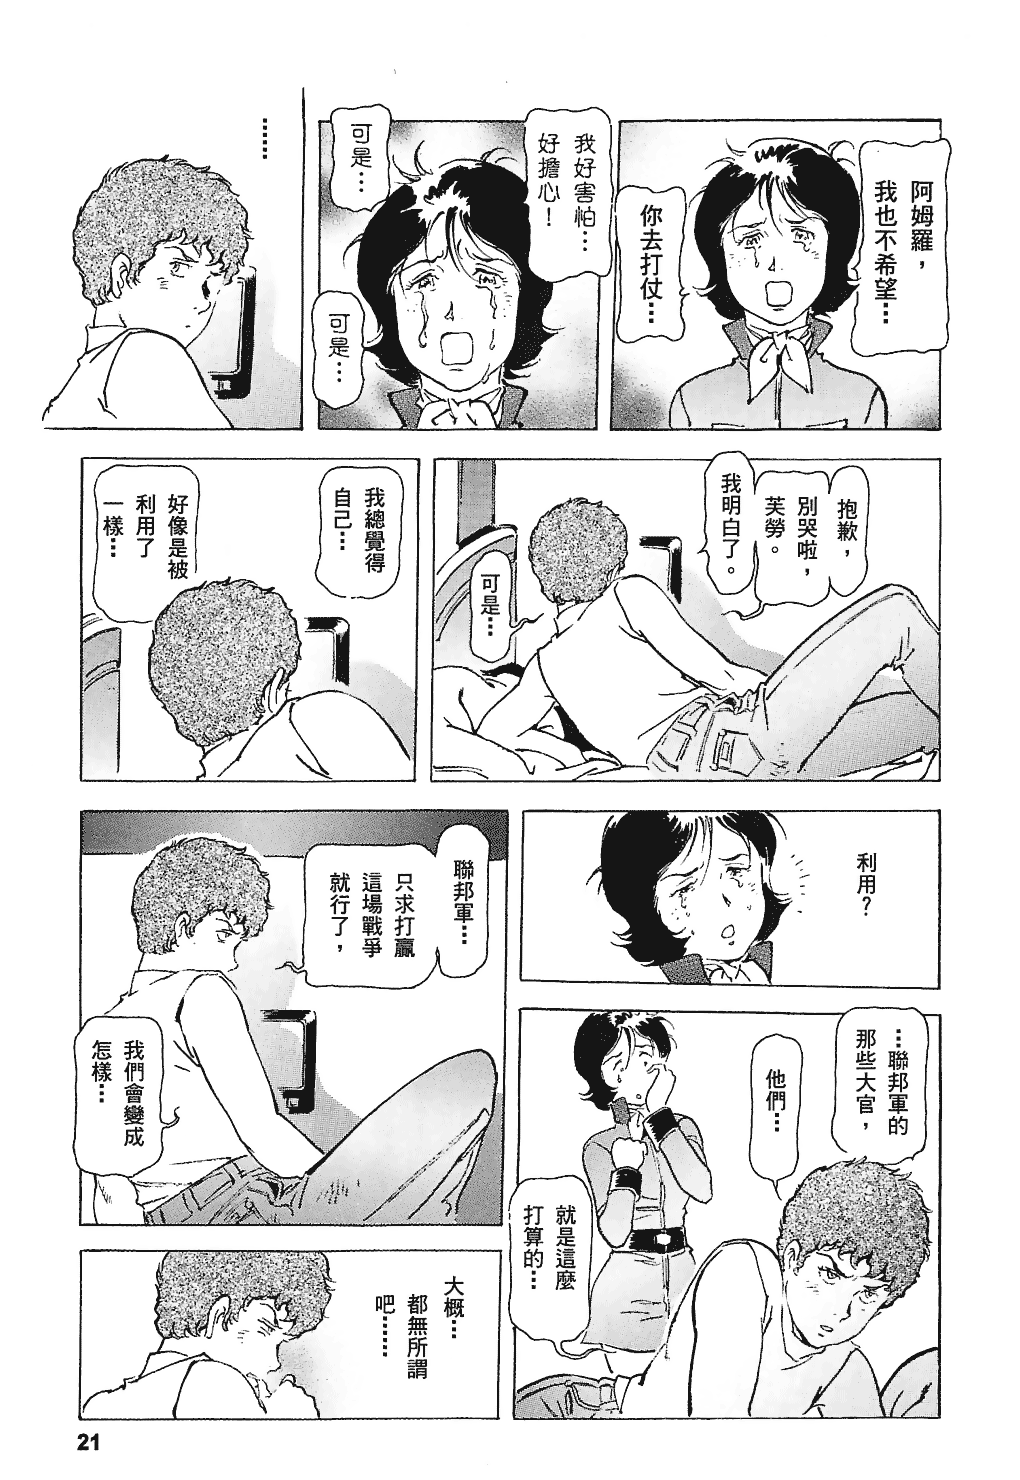 阿姆羅，
我也不希望…
你去打仗…
我好害怕…
好擔心！
可是…
可是…
……
抱歉，
別哭啦，
芙勞。
我明白了。
可是…
我總覺得
自己…
好像是被
利用了
一樣…
利用？
…聯邦軍的
那些大官，
他們…
就是這麼
打算的…
聯邦軍…
只求打贏
這場戰爭
就行了，
我們會變成
怎樣…
大概…
都無所謂
吧……
21